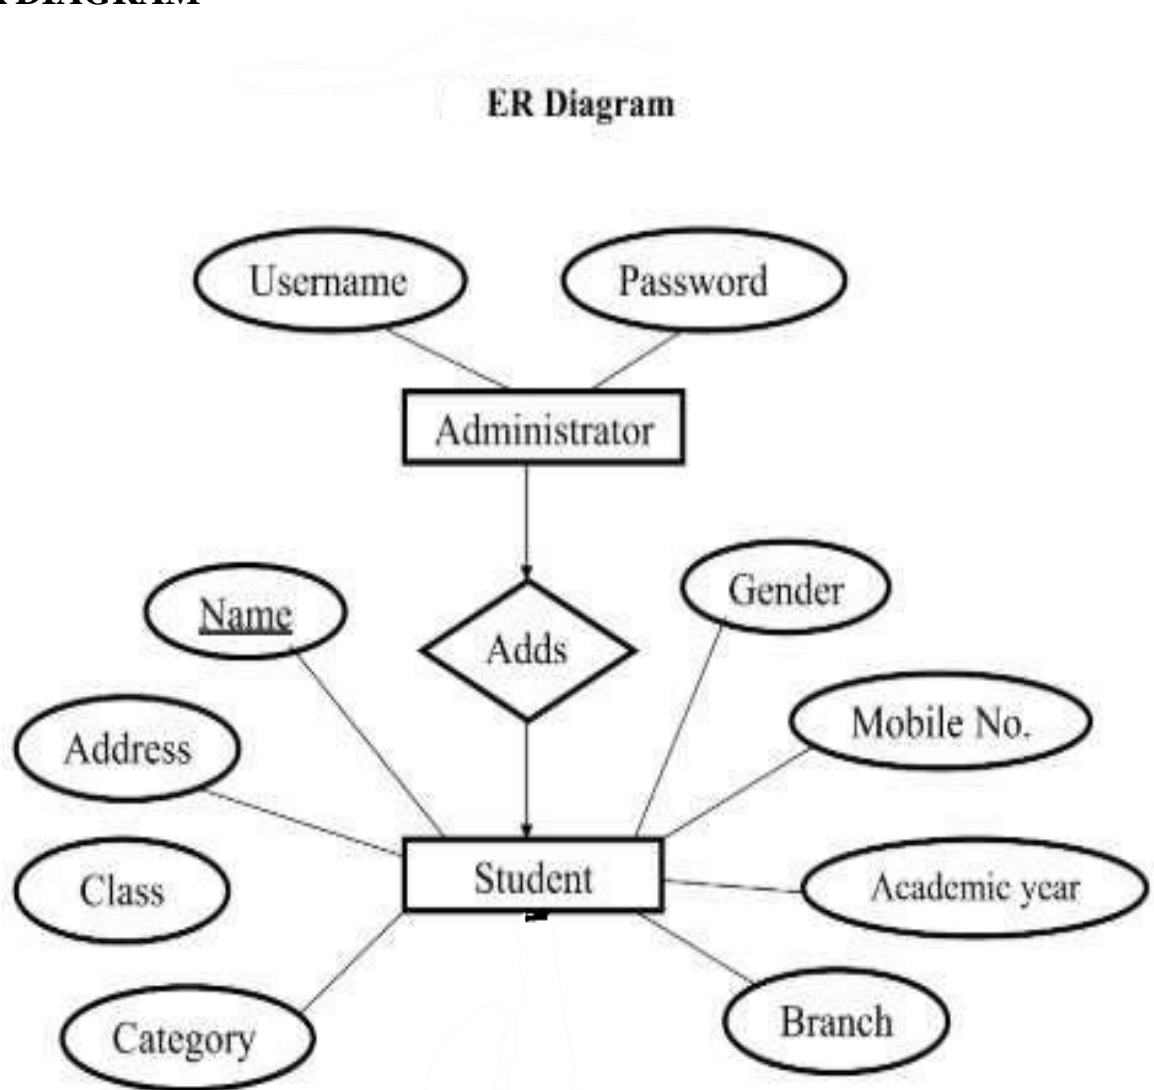 DIAGRAM
ER Diagram
Username
Password
Administrator
Name
Adds
Gender
Address
Mobile No.
Class
Student
Academic year
Category
Branch